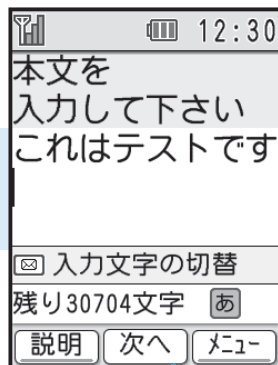 12:30
本文を
入力して下さい
これはテストです
入力文字の切替
残り30704文字 あ
説明 次へ ﾒﾆｭｰ